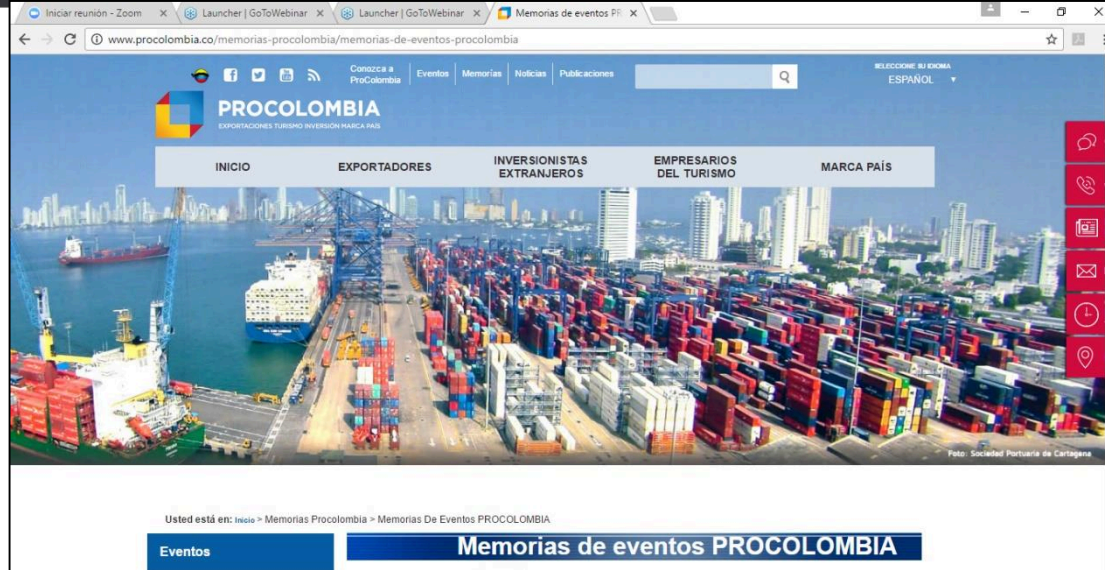 Iniciar reunión - Zoom
Launcher | GoToWebinar
Launcher | GoToWebinar
Memorias de eventos PR
www.procolombia.co/memorias-procolombia/memorias-de-eventos-procolombia
Conozca a
ProColombia
Eventos
Memorias
Noticias
Publicaciones
SELECCIONE SU IDIOMA
ESPAÑOL
PROCOLOMBIA
EXPORTACIONES TURISMO INVERSIÓN MARCA PAÍS
INICIO
EXPORTADORES
INVERSIONISTAS
EXTRANJEROS
EMPRESARIOS
DEL TURISMO
MARCA PAÍS
Foto: Sociedad Portuaria de Cartagena
Usted está en: Inicio > Memorias Procolombia > Memorias De Eventos PROCOLOMBIA
Eventos
Memorias de eventos PROCOLOMBIA